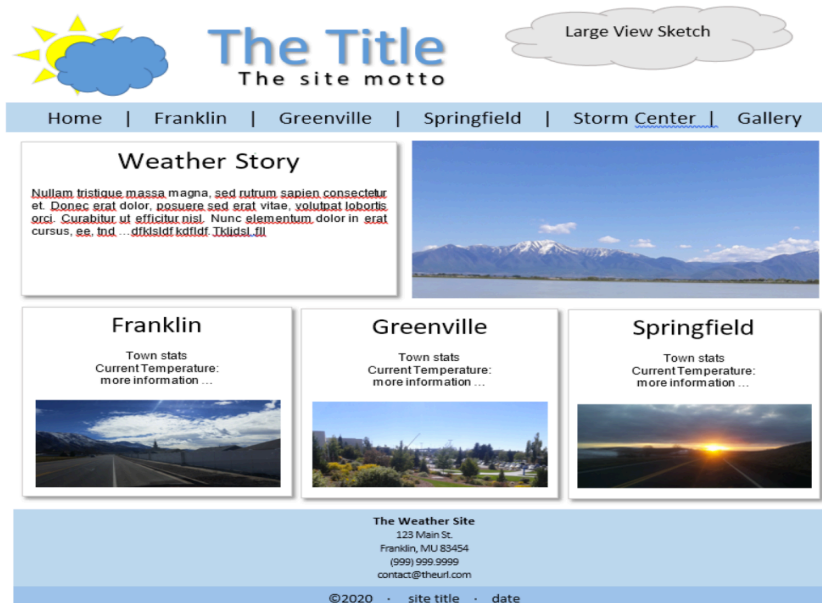 The Title
The site motto
Large View Sketch
Home | Franklin | Greenville | Springfield | Storm Center | Gallery
Weather Story
Nullam tristique massa magna, sed rutrum sapien consectetur
et. Donec erat dolor, posuere sed erat vitae, volutpat lobortis
orci. Curabitur ut efficitur nisl. Nunc elementum dolor in erat
cursus, ee, tnd …dfklsldf kdfldf. Tkljdsl ,fll
Franklin
Town stats
Current Temperature:
more information …
Greenville
Town stats
Current Temperature:
more information …
Springfield
Town stats
Current Temperature:
more information …
The Weather Site
123 Main St.
Franklin, MU 83454
(999) 999.9999
contact@theurl.com
©2020 · site title · date